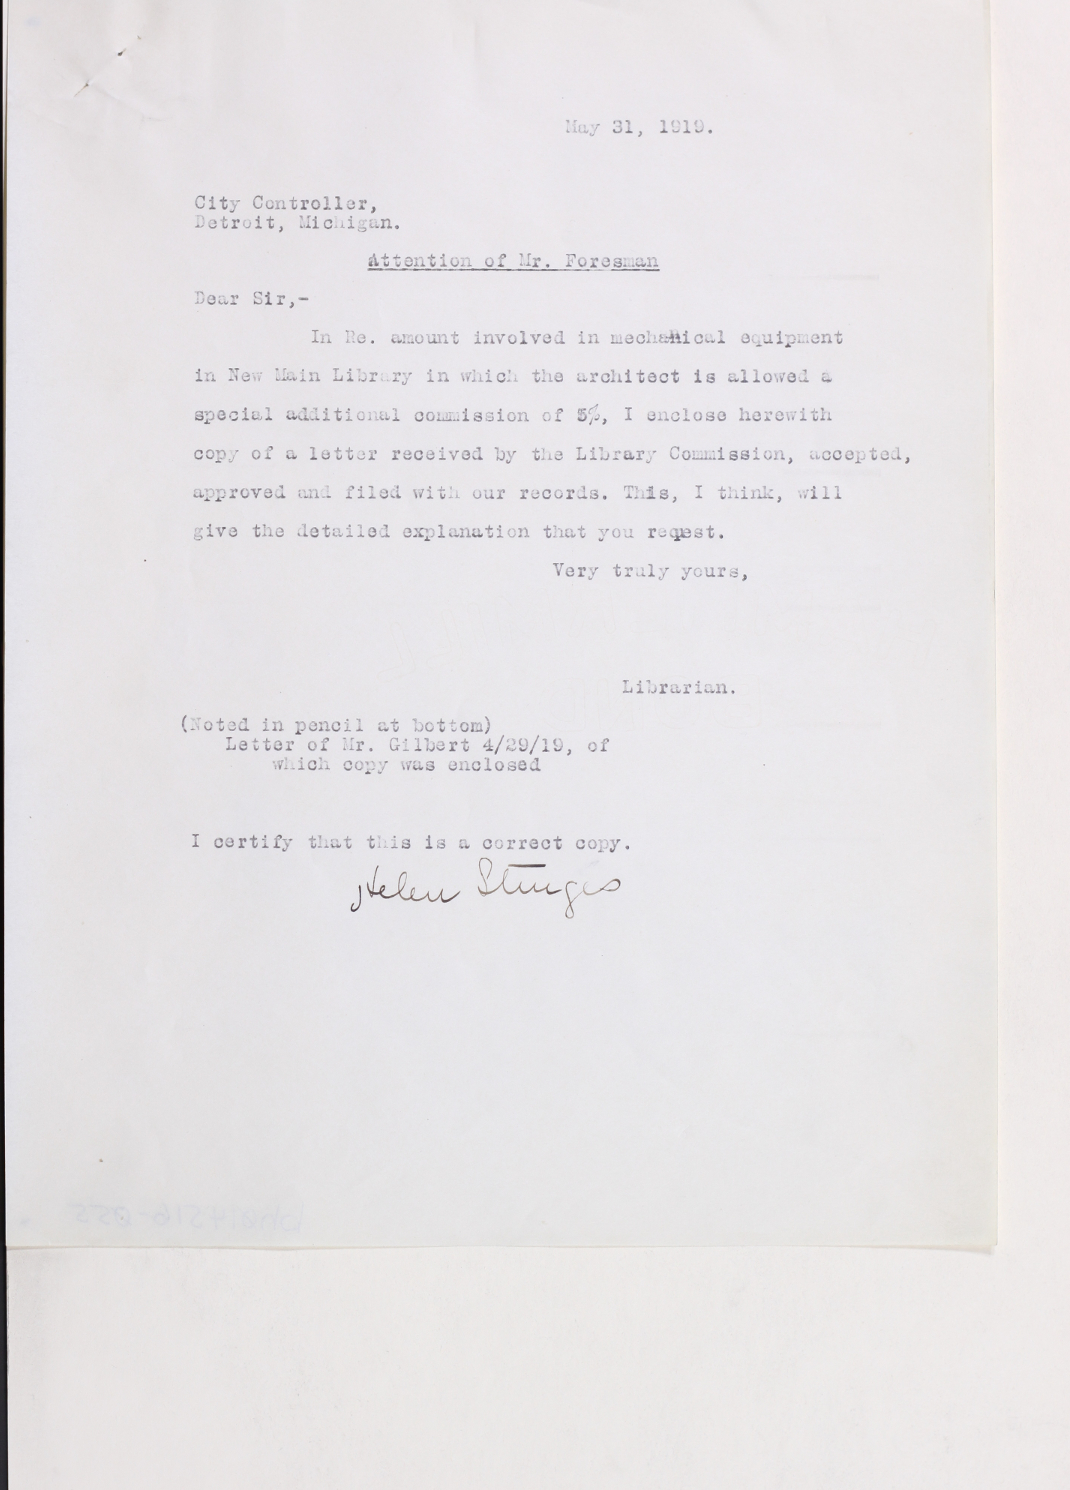 May 31, 1919.
City Controller,
Detroit, Michigan.
Attention of Mr. Foresman
Dear Sir,-
In Re. amount involved in mechanical equipment
in New Main Library in which the architect is allowed a
special additional commission of 5%, I enclose herewith
copy of a letter received by the Library Commission, accepted,
approved and filed with our records. This, I think, will
give the detailed explanation that you reqest.
Very truly yours,
Librarian.
(Noted in pencil at bottom)
Letter of Mr. Gilbert 4/29/19, of
which copy was enclosed
I certify that this is a correct copy.
Helen Sturges